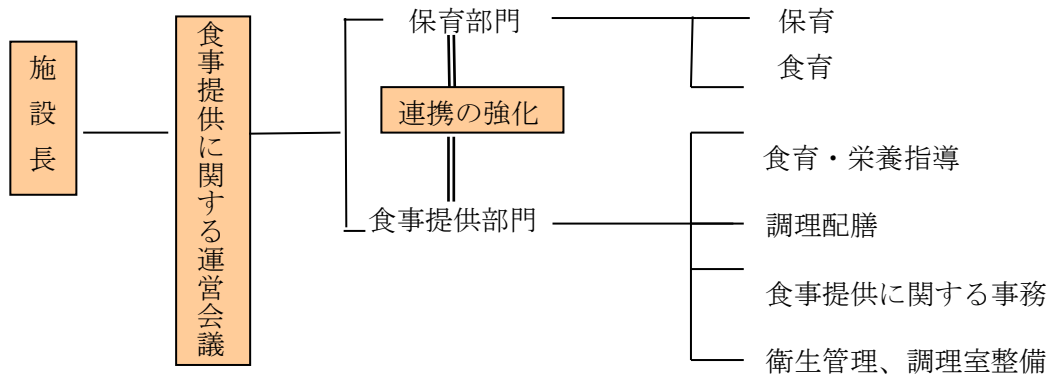 施設長
食事提供に関する運営会議
保育部門
連携の強化
食事提供部門
保育
食育
食育・栄養指導
調理配膳
食事提供に関する事務
衛生管理、調理室整備